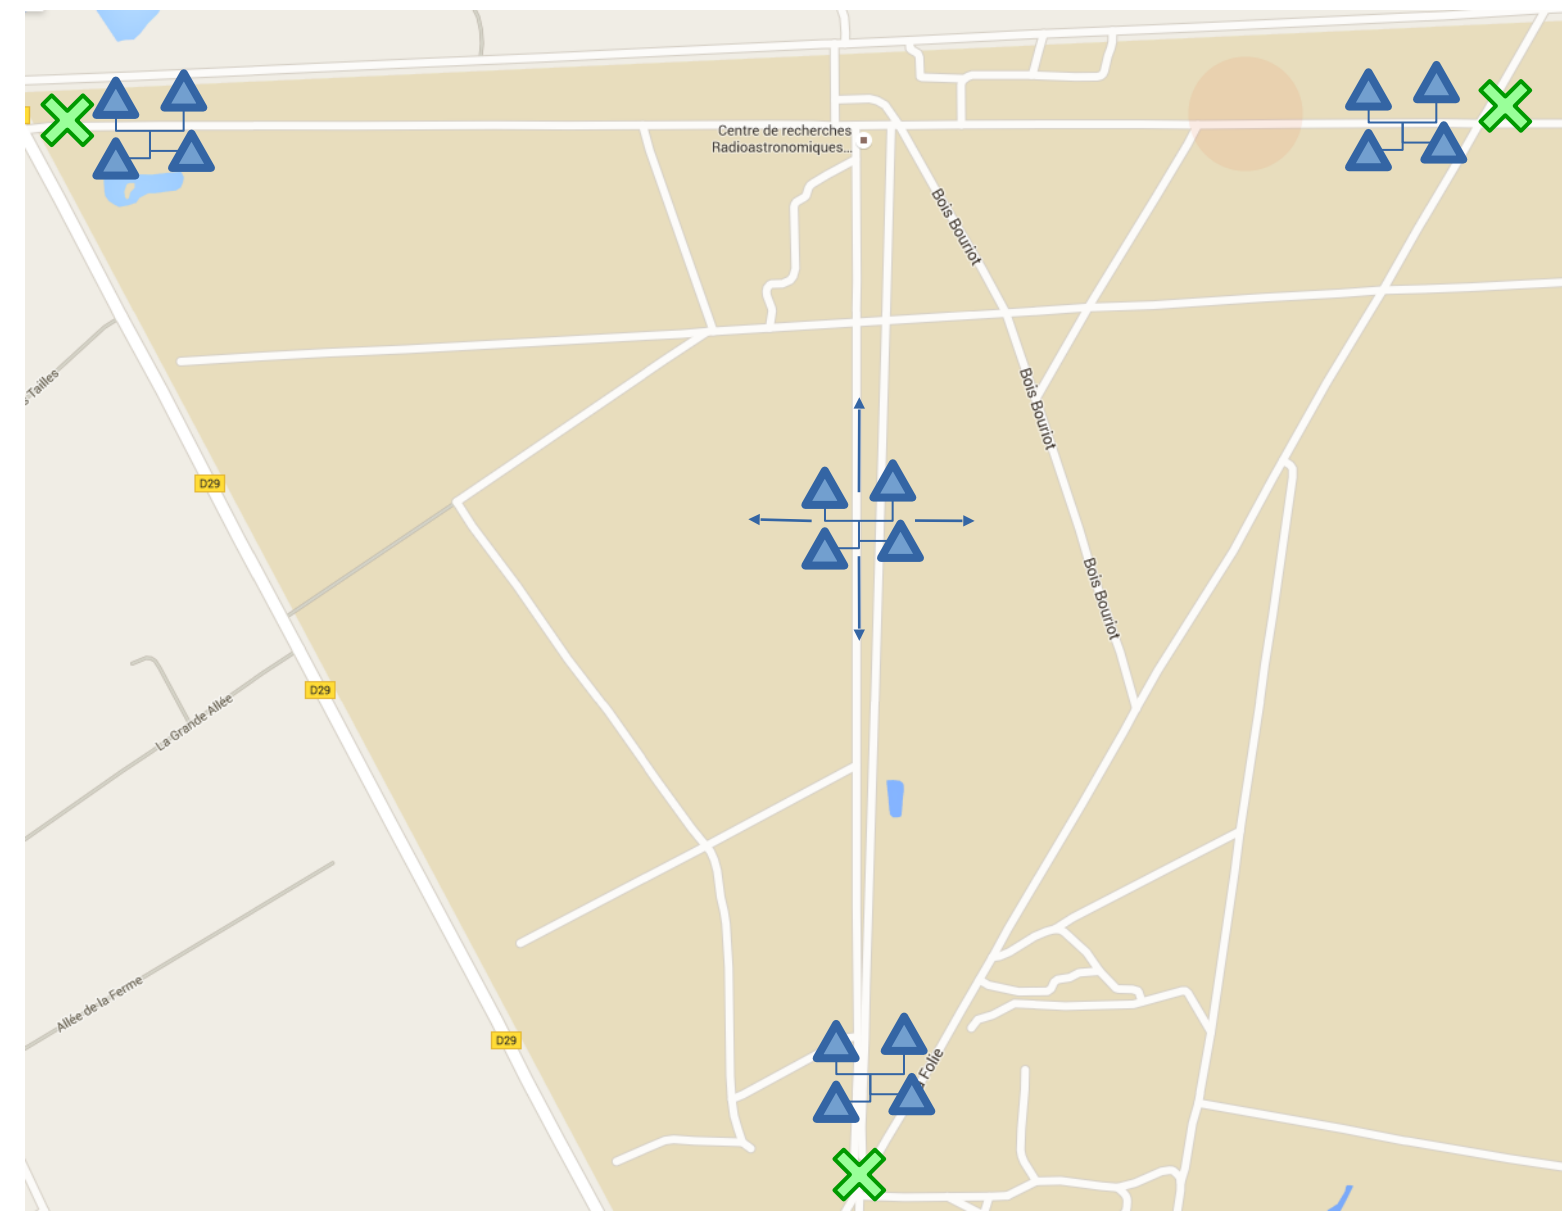 Centre de recherches
Radioastronomiques...
Bois Bouriot
s-Tailles
Bois Bouriot
D29
Bois Bouriot
D29
La Grande Allée
Allée de la Ferme
D29
a Folie